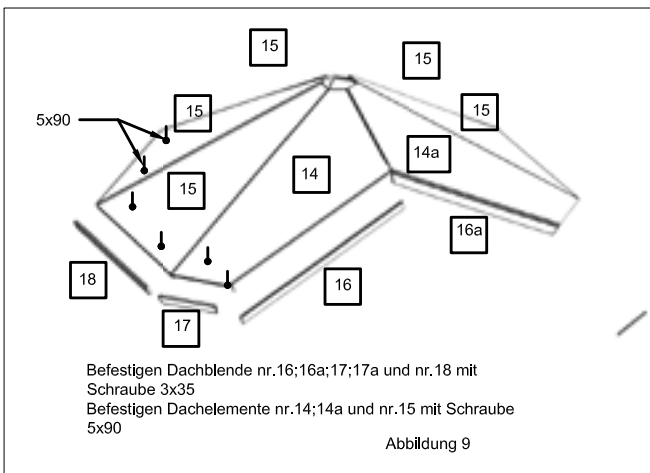 15
15
15
15
5x90
14a
14
15
16a
18
16
17
Befestigen Dachblende nr.16;16a;17;17a und nr.18 mit
Schraube 3x35
Befestigen Dachelemente nr.14;14a und nr.15 mit Schraube
5x90
Abbildung 9